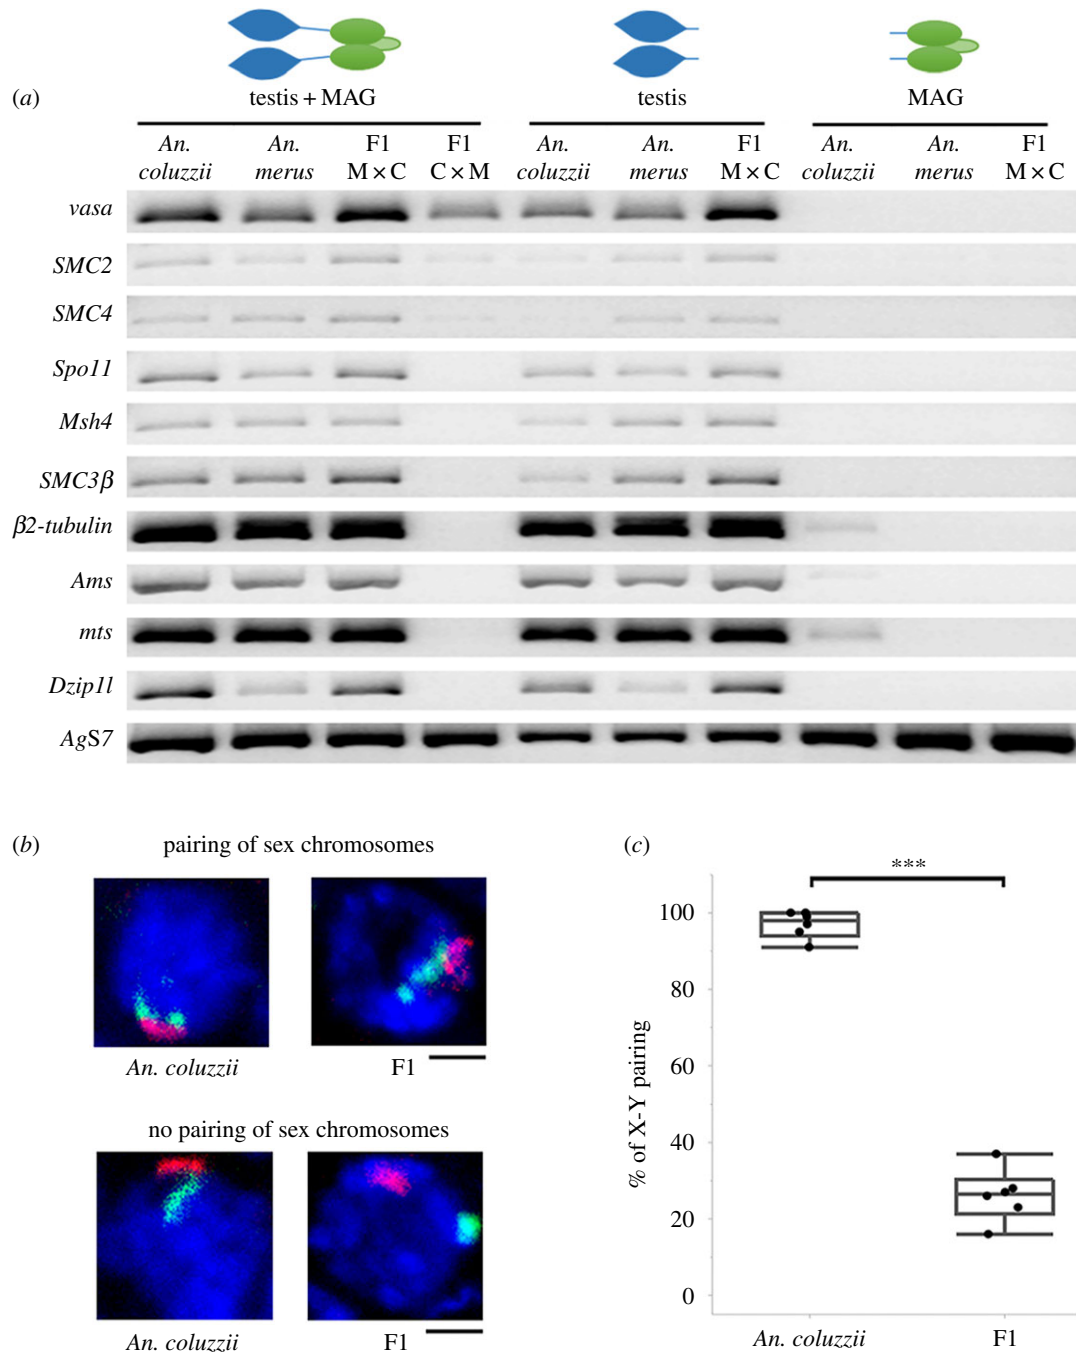 (a)
testis + MAG testis MAG
An. coluzzii An. merus F1 M × C F1 C × M An. coluzzii An. merus F1 M × C An. coluzzii An. merus F1 M × C
vasa
SMC2
SMC4
Spo11
Msh4
SMC3β
β2-tubulin
Ams
mts
Dzip1l
AgS7
(b)
pairing of sex chromosomes
An. coluzzii F1
no pairing of sex chromosomes
An. coluzzii F1
(c)
***
100
80
60
40
20
0
% of X-Y pairing
An. coluzzii F1